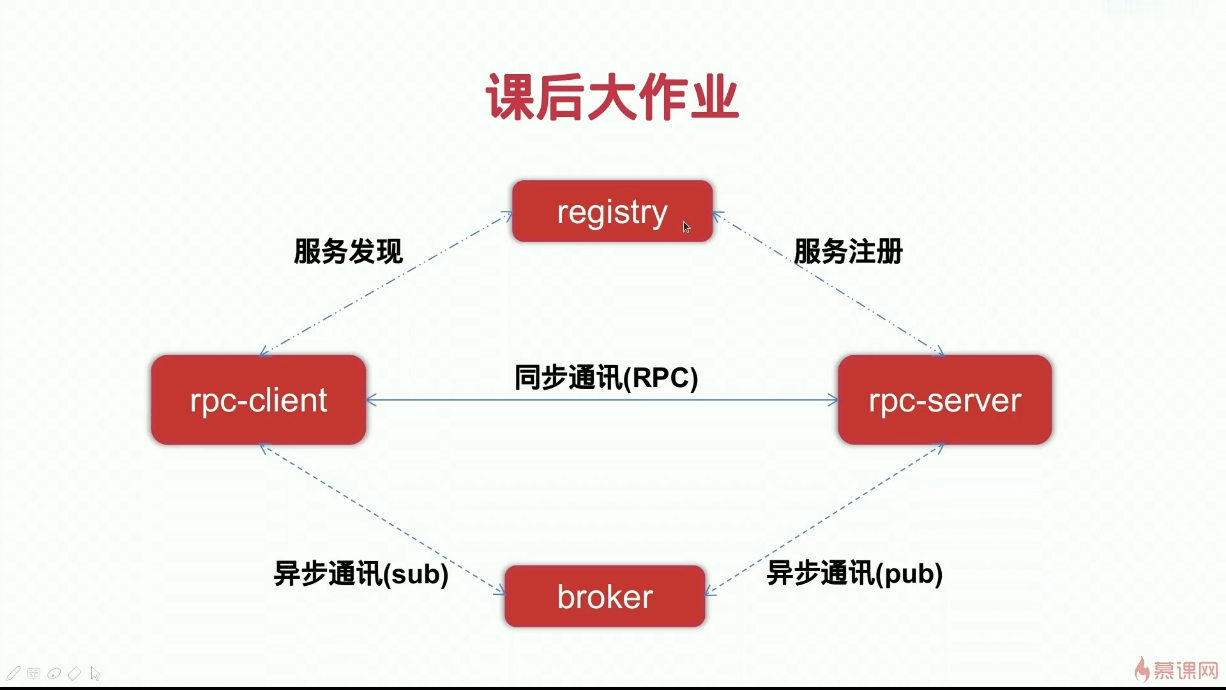 课后大作业
registry
服务发现
服务注册
同步通讯(RPC)
rpc-client
rpc-server
异步通讯(sub)
异步通讯(pub)
broker
慕课网